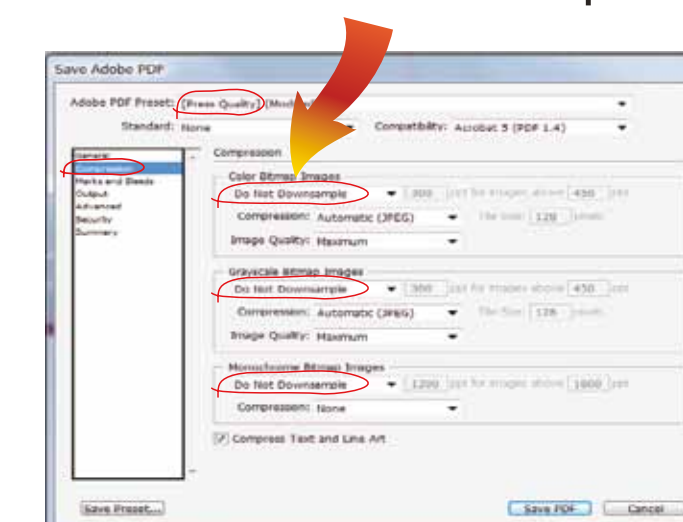 Save Adobe PDF
Adobe PDF Preset: [Press Quality]
Standard: None Compatibility: Acrobat 5 (PDF 1.4)
General
Compression
Marks and Bleeds
Output
Advanced
Security
Summary
Compression
Color Bitmap Images
Do Not Downsample 300 ppi for images above 450 ppi
Compression: Automatic (JPEG) Tile Size: 128 pixels
Image Quality: Maximum
Grayscale Bitmap Images
Do Not Downsample 300 ppi for images above 450 ppi
Compression: Automatic (JPEG) Tile Size: 128 pixels
Image Quality: Maximum
Monochrome Bitmap Images
Do Not Downsample 1200 ppi for images above 1800 ppi
Compression: None
Compress Text and Line Art
Save Preset... Save PDF Cancel